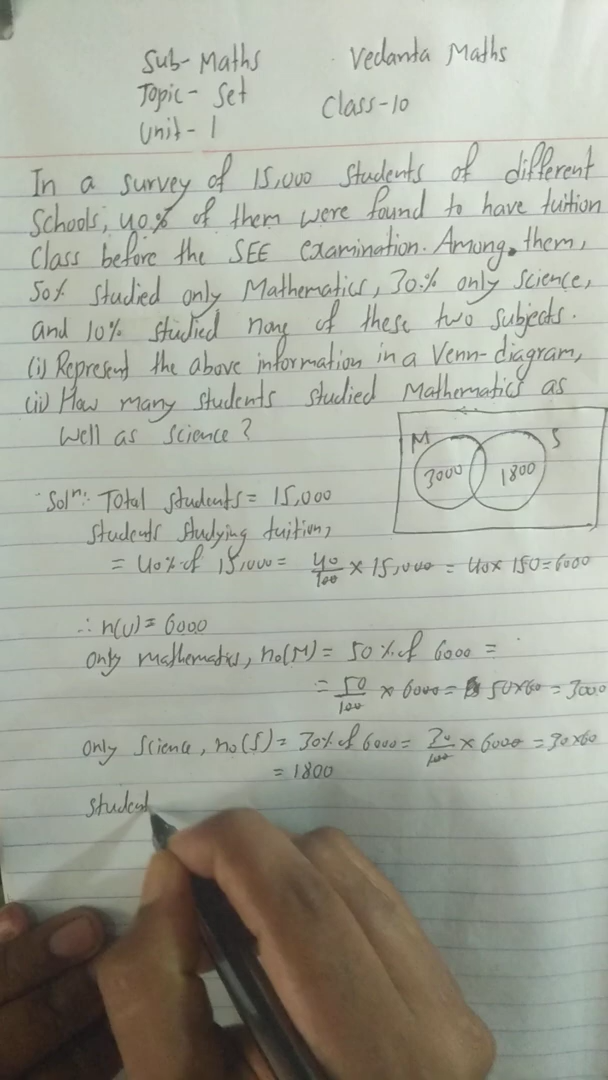 Sub- Maths Vedanta Maths
Topic- Set Class-10
Unit- 1
In a survey of 15,000 students of different
Schools, 40% of them were found to have tuition
Class before the SEE examination. Among them,
50% studied only Mathematics, 30% only science,
and 10% studied none of these two subjects.
(i) Represent the above information in a Venn-diagram,
(ii) How many students studied Mathematics as
well as science?
M S
3000 1800
Solⁿ: Total students = 15,000
students studying tuition,
= 40% of 15,000 = 40/100 × 15,000 = 40 × 150 = 6000
∴ n(U) = 6000
Only mathematics, no(M) = 50% of 6000 =
= 50/100 × 6000 = 50×60 = 3000
Only Science, no(S) = 30% of 6000 = 30/100 × 6000 = 30×60
= 1800
Student